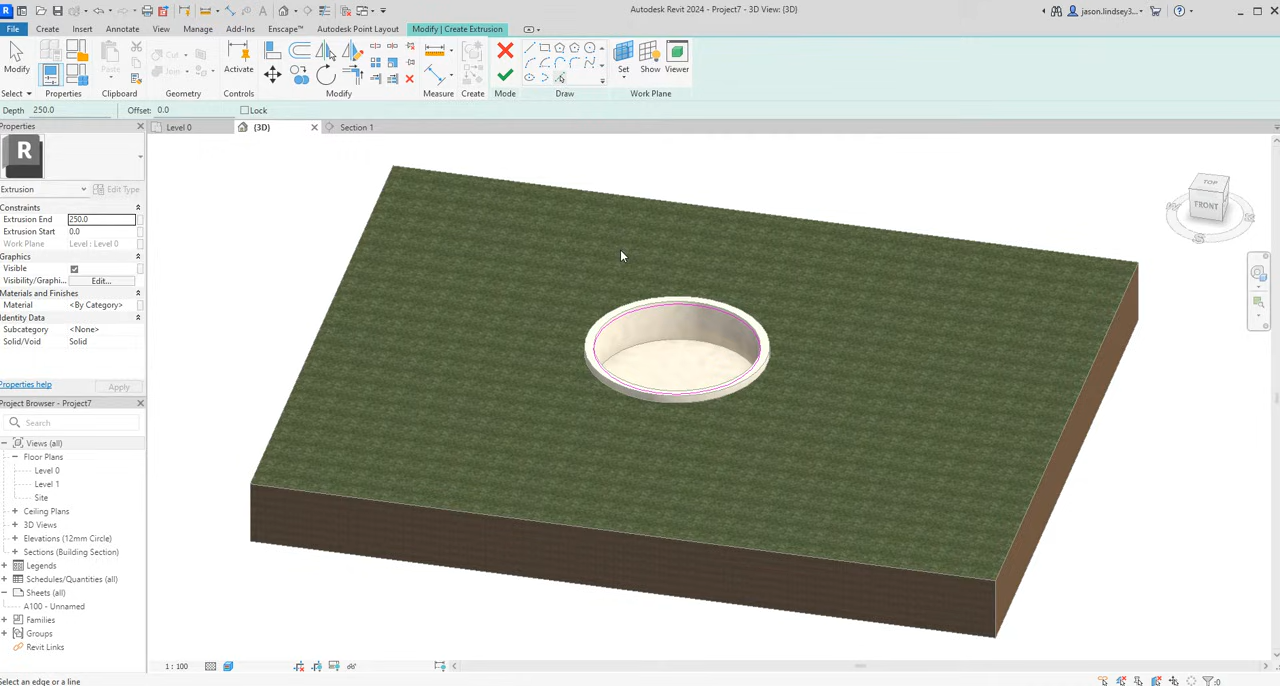 Autodesk Revit 2024 - Project7 - 3D View: {3D}
jason.lindsey3...
File Create Insert Annotate View Manage Add-Ins Enscape™ Autodesk Point Layout Modify | Create Extrusion
Modify Cut Join Paste Activate Set Show Viewer
Select Properties Clipboard Geometry Controls Modify Measure Create Mode Draw Work Plane
Depth 250.0 Offset: 0.0 Lock
Properties
Level 0 {3D} Section 1
R
Extrusion Edit Type
Constraints
Extrusion End 250.0
Extrusion Start 0.0
Work Plane Level : Level 0
Graphics
Visible
Visibility/Graphi... Edit...
Materials and Finishes
Material <By Category>
Identity Data
Subcategory <None>
Solid/Void Solid
Properties help Apply
Project Browser - Project7
Search
Views (all)
Floor Plans
Level 0
Level 1
Site
Ceiling Plans
3D Views
Elevations (12mm Circle)
Sections (Building Section)
Legends
Schedules/Quantities (all)
Sheets (all)
A100 - Unnamed
Families
Groups
Revit Links
TOP
FRONT
1 : 100
Select an edge or a line
:0